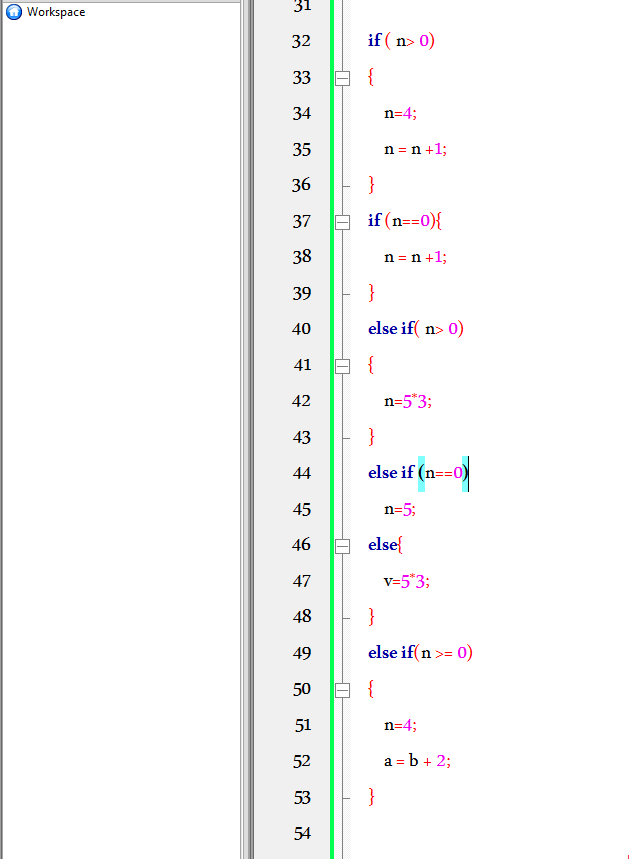 Workspace
31
32 if ( n> 0)
33 {
34 n=4;
35 n = n +1;
36 }
37 if (n==0){
38 n = n +1;
39 }
40 else if( n> 0)
41 {
42 n=5*3;
43 }
44 else if (n==0)
45 n=5;
46 else{
47 v=5*3;
48 }
49 else if(n >= 0)
50 {
51 n=4;
52 a = b + 2;
53 }
54